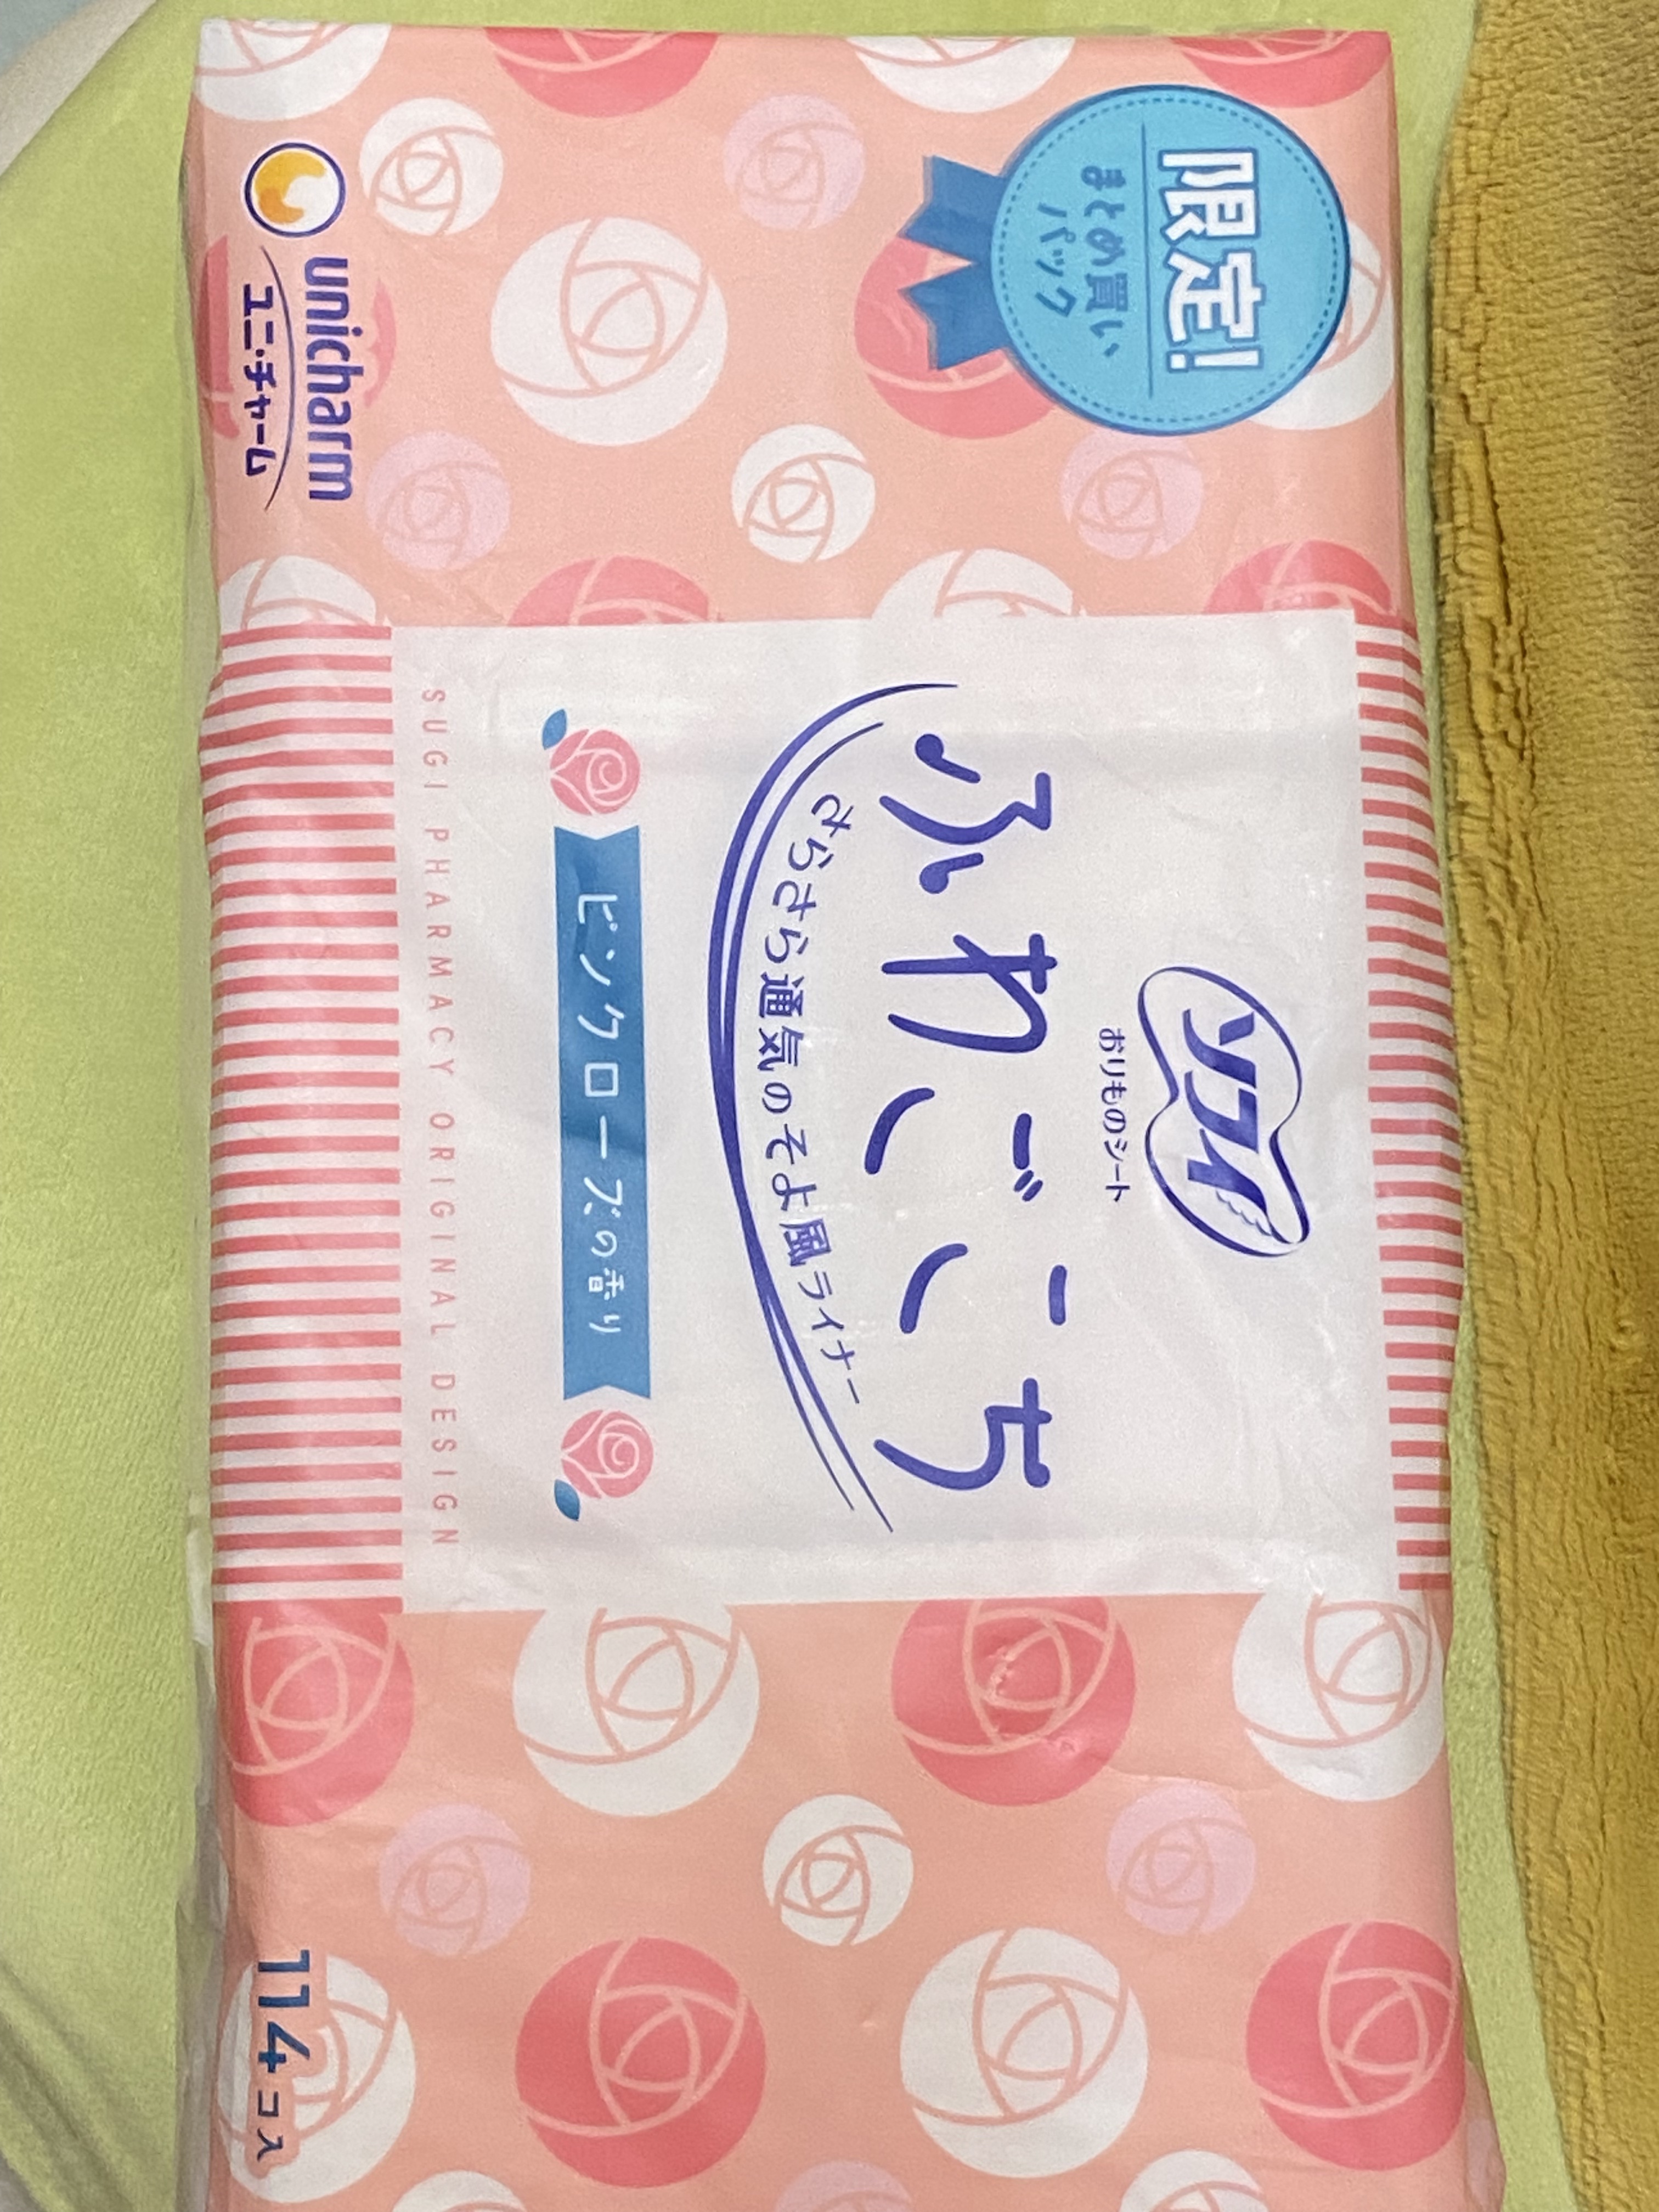 限定!
まとめ買い
パック
ソフィ
おりものシート
ふわごこち
さらさら通気のそよ風ライナー
ピンクローズの香り
SUGI PHARMACY ORIGINAL DESIGN
unicharm
ユニ・チャーム
114コ入